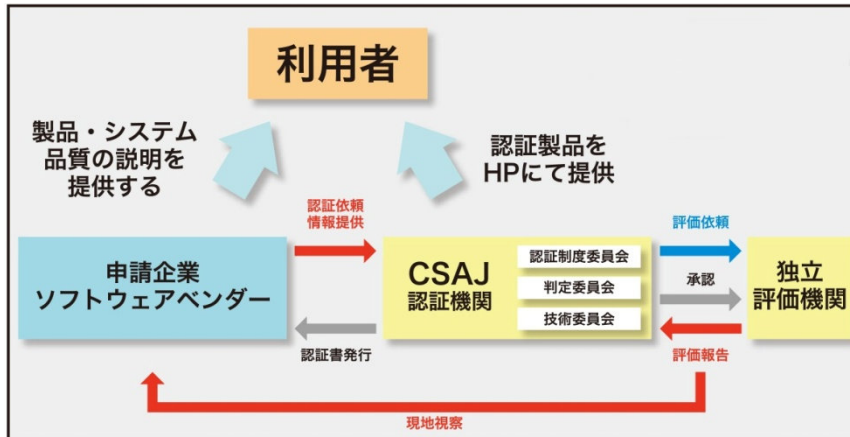 利用者
製品・システム
品質の説明を
提供する
認証製品を
HPにて提供
認証依頼
情報提供
評価依頼
申請企業
ソフトウェアベンダー
CSAJ
認証機関
認証制度委員会
判定委員会
技術委員会
承認
独立
評価機関
認証書発行
評価報告
現地視察